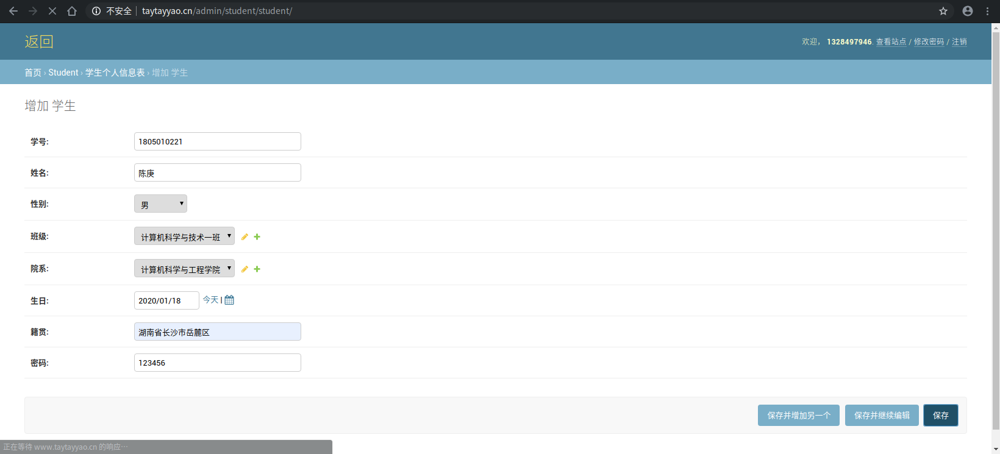 不安全 taytayyao.cn/admin/student/student/
返回
欢迎， 1328497946. 查看站点 / 修改密码 / 注销
首页 › Student › 学生个人信息表 › 增加 学生
增加 学生
学号: 1805010221
姓名: 陈庚
性别: 男
班级: 计算机科学与技术一班
院系: 计算机科学与工程学院
生日: 2020/01/18 今天 |
籍贯: 湖南省长沙市岳麓区
密码: 123456
保存并增加另一个 保存并继续编辑 保存
正在等待 www.taytayyao.cn 的响应…